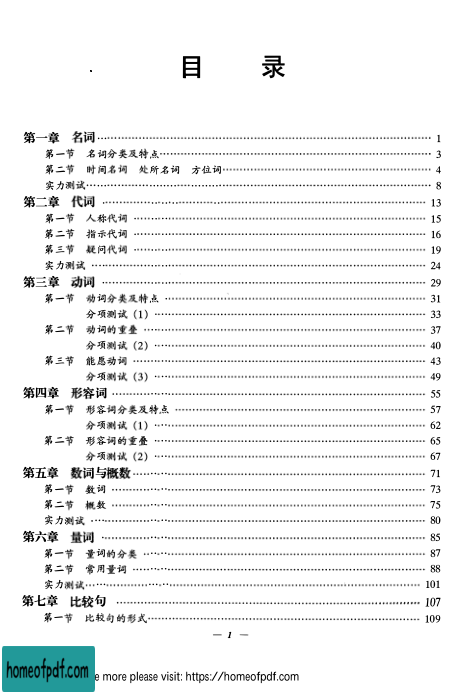 目 录
第一章 名词 1
第一节 名词分类及特点 3
第二节 时间名词 处所名词 方位词 4
实力测试 8
第二章 代词 13
第一节 人称代词 15
第二节 指示代词 16
第三节 疑问代词 19
实力测试 24
第三章 动词 29
第一节 动词分类及特点 31
分项测试(1) 33
第二节 动词的重叠 37
分项测试(2) 40
第三节 能愿动词 43
分项测试(3) 49
第四章 形容词 55
第一节 形容词分类及特点 57
分项测试(1) 62
第二节 形容词的重叠 65
分项测试(2) 67
第五章 数词与概数 71
第一节 数词 73
第二节 概数 75
实力测试 80
第六章 量词 85
第一节 量词的分类 87
第二节 常用量词 88
实力测试 101
第七章 比较句 107
第一节 比较句的形式 109
— 1 —
homeofpdf.com
e more please visit: https://homeofpdf.com